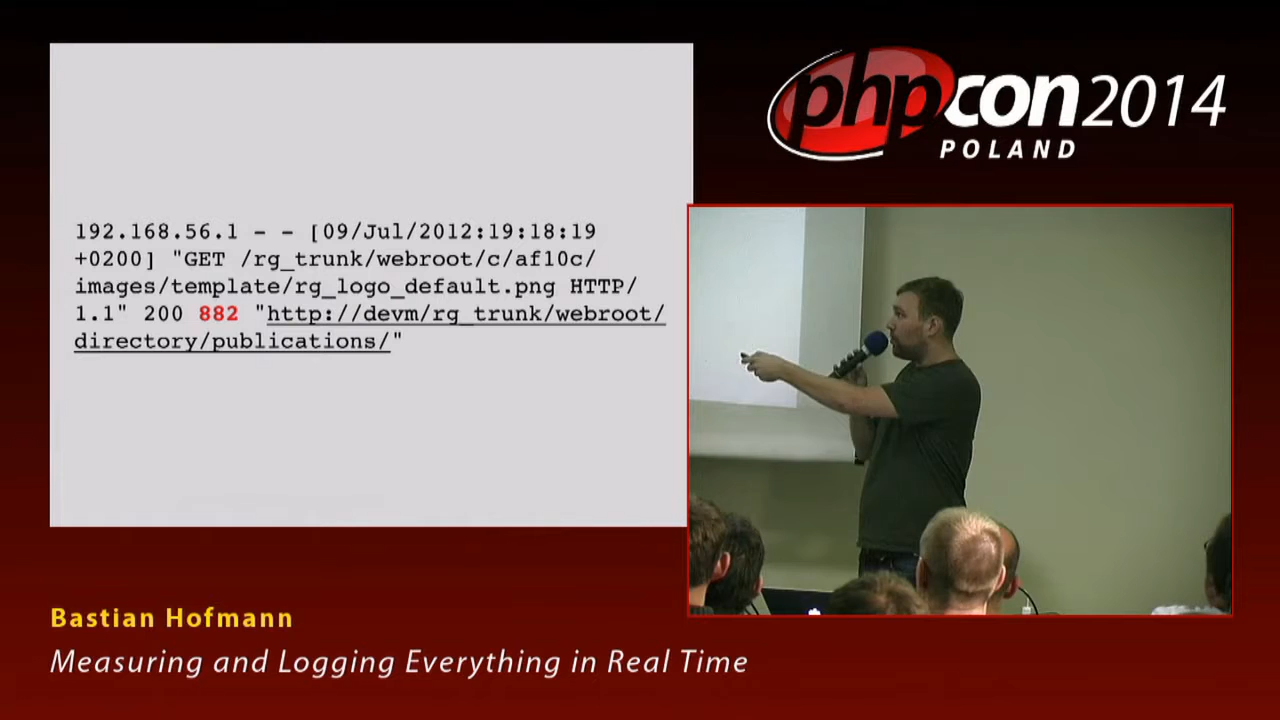 192.168.56.1 - - [09/Jul/2012:19:18:19
+0200] "GET /rg_trunk/webroot/c/af10c/
images/template/rg_logo_default.png HTTP/
1.1" 200 882 "http://devm/rg_trunk/webroot/
directory/publications/"
phpcon2014
POLAND
Bastian Hofmann
Measuring and Logging Everything in Real Time